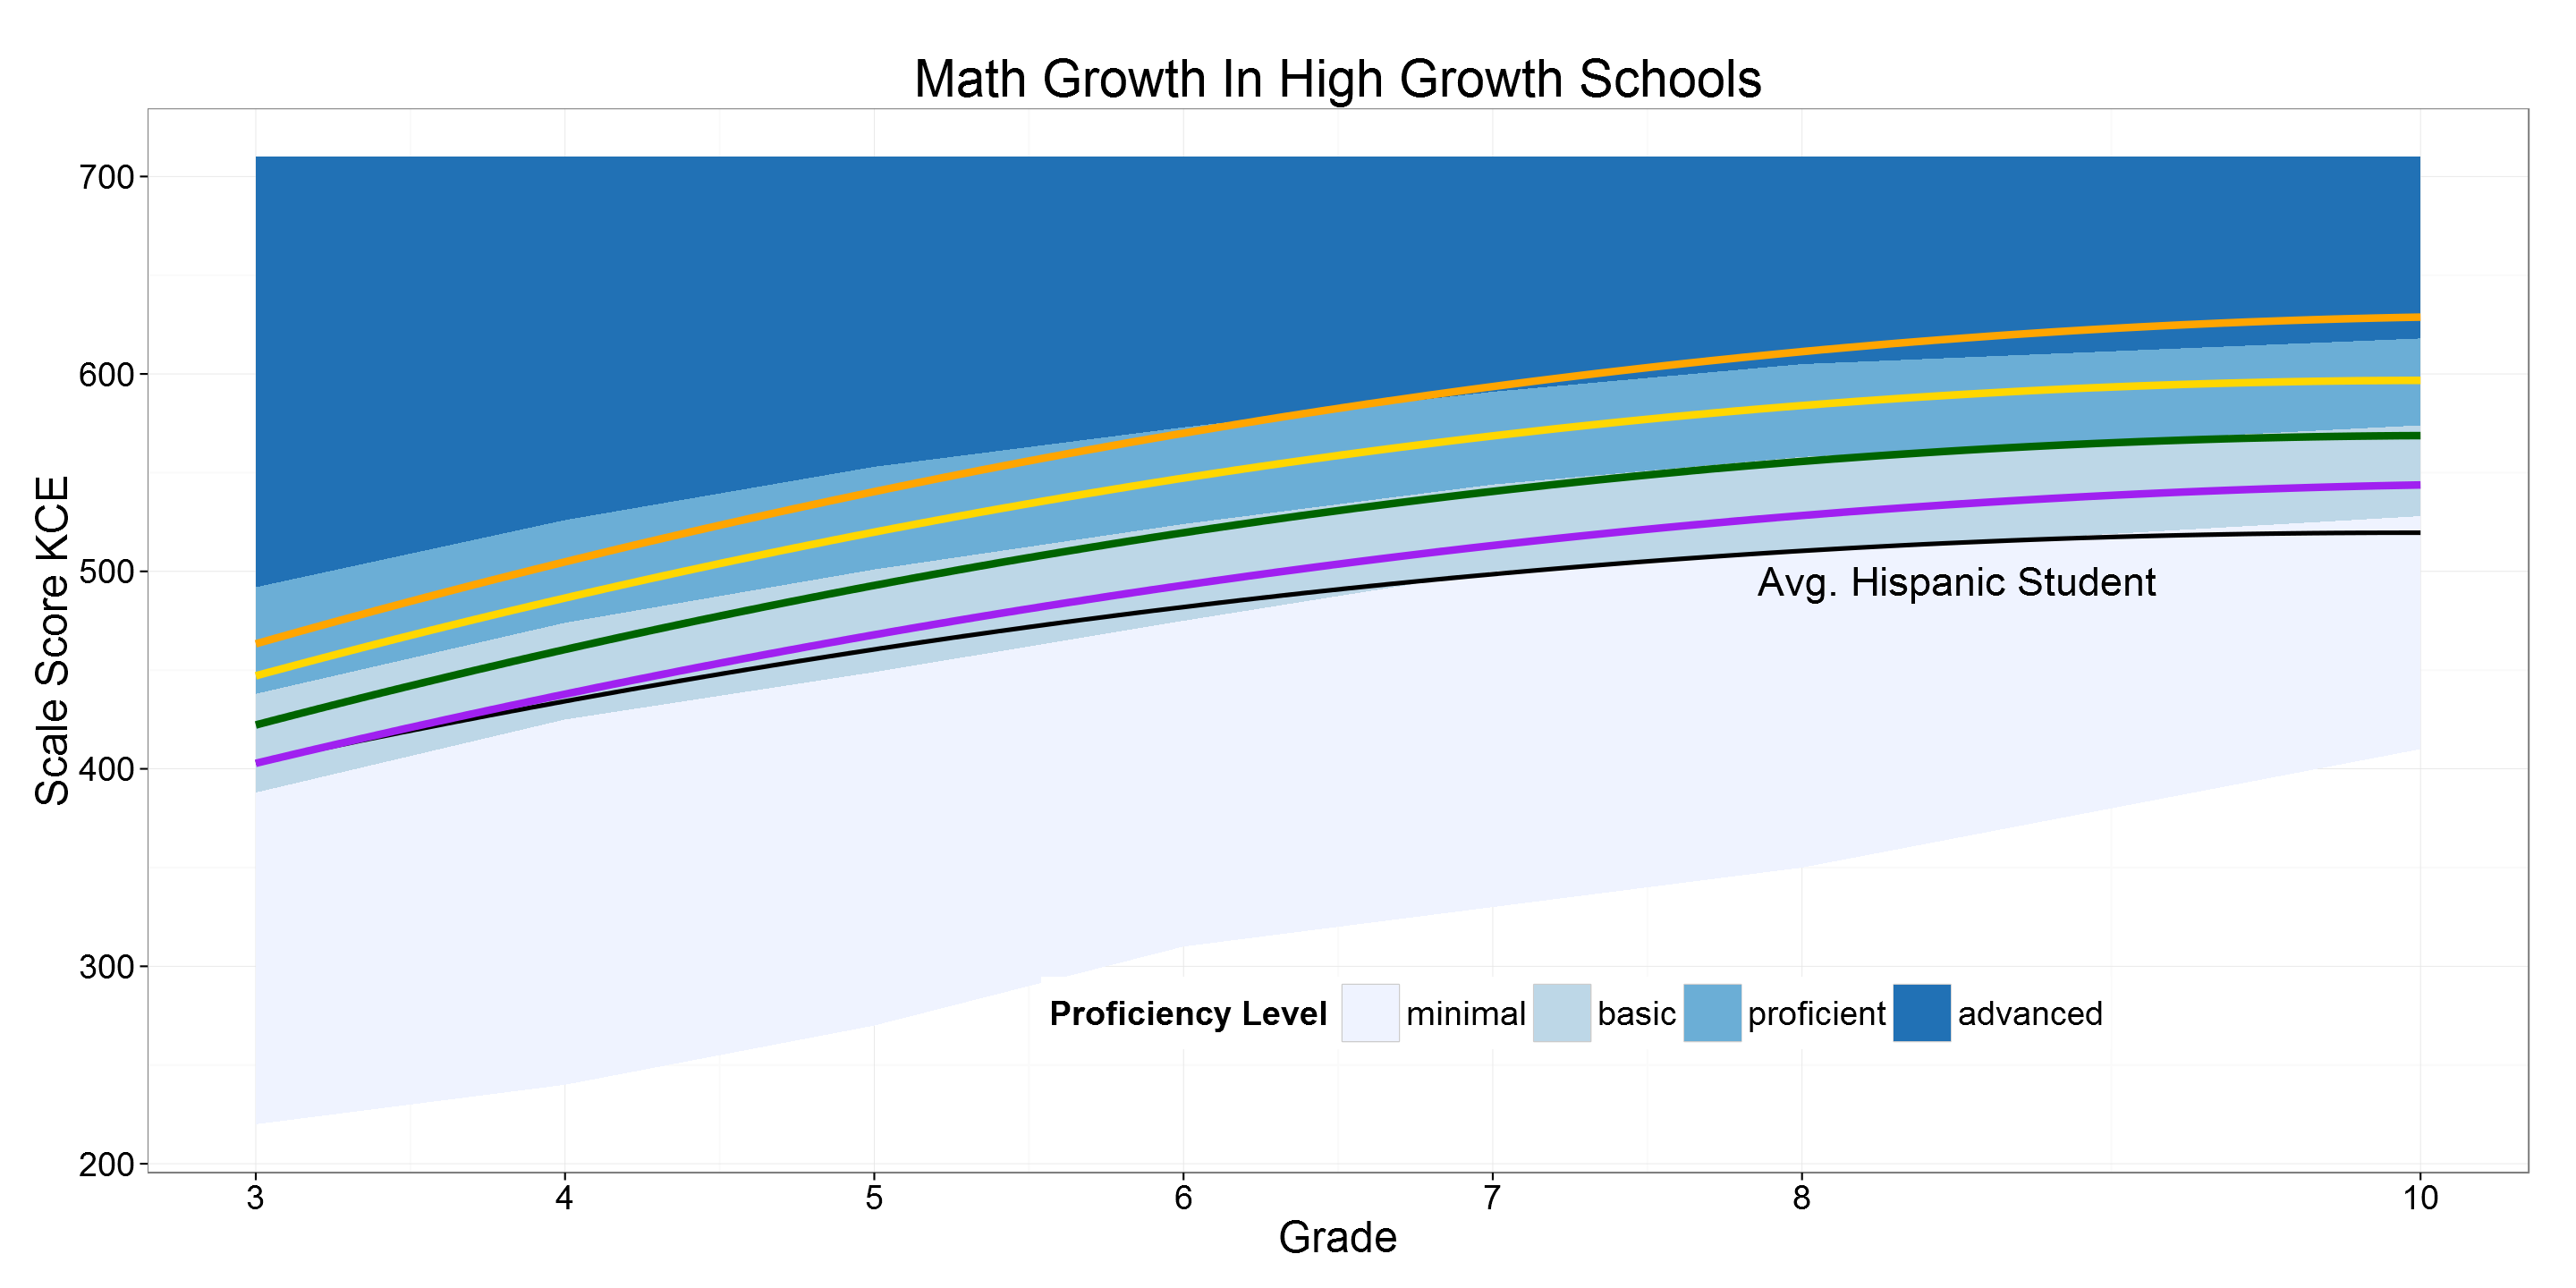 Math Growth In High Growth Schools
Scale Score KCE
700
600
500
400
300
200
Avg. Hispanic Student
Proficiency Level minimal basic proficient advanced
3 4 5 6 7 8 10
Grade